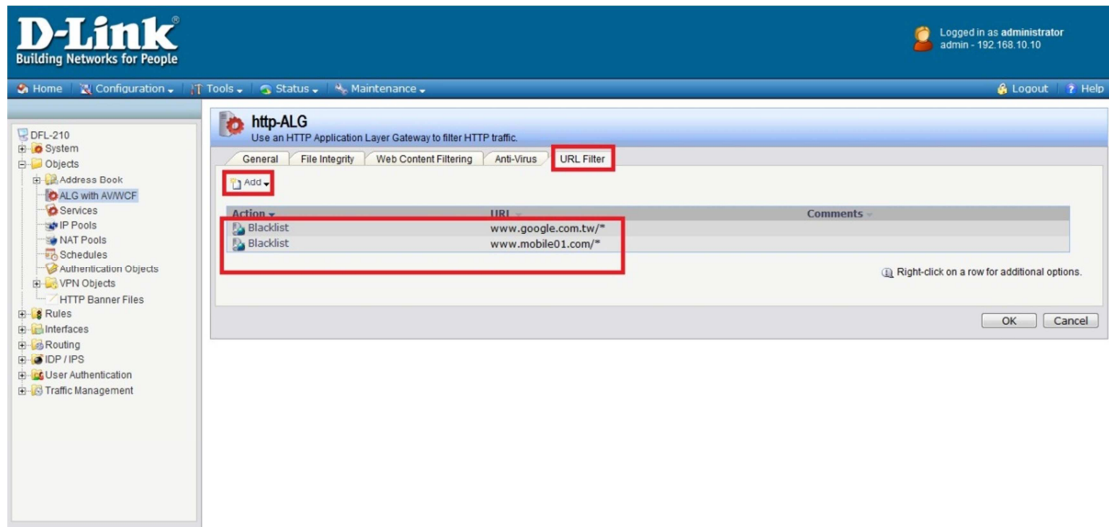 D-Link
Building Networks for People
Logged in as administrator
admin - 192.168.10.10
Home Configuration Tools Status Maintenance Logout Help
DFL-210
System
Objects
Address Book
ALG with AV/WCF
Services
IP Pools
NAT Pools
Schedules
Authentication Objects
VPN Objects
HTTP Banner Files
Rules
Interfaces
Routing
IDP / IPS
User Authentication
Traffic Management
http-ALG
Use an HTTP Application Layer Gateway to filter HTTP traffic.
General File Integrity Web Content Filtering Anti-Virus URL Filter
Add
Action URL Comments
Blacklist www.google.com.tw/*
Blacklist www.mobile01.com/*
Right-click on a row for additional options.
OK Cancel